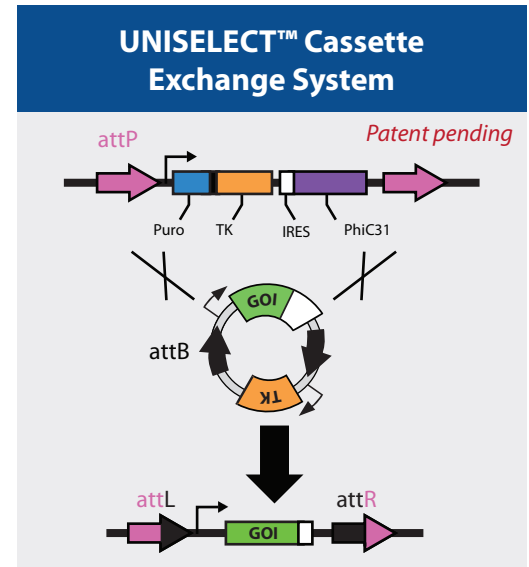 UNISELECT™ Cassette
Exchange System
Patent pending
attP
Puro TK IRES PhiC31
GOI
attB
TK
attL attR
GOI